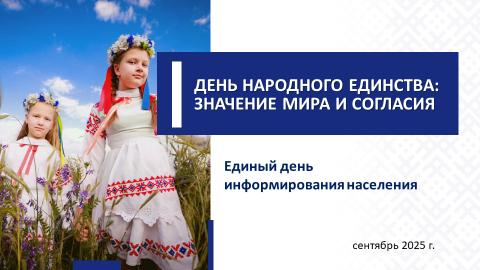 ДЕНЬ НАРОДНОГО ЕДИНСТВА:
ЗНАЧЕНИЕ МИРА И СОГЛАСИЯ
Единый день
информирования населения
сентябрь 2025 г.